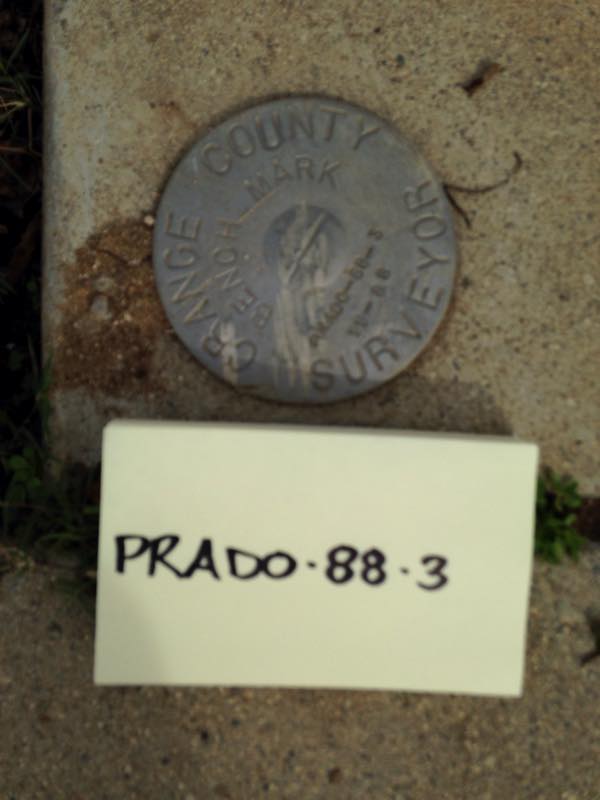 ORANGE COUNTY SURVEYOR
BENCH MARK
PRADO-88-3
PRADO·88·3